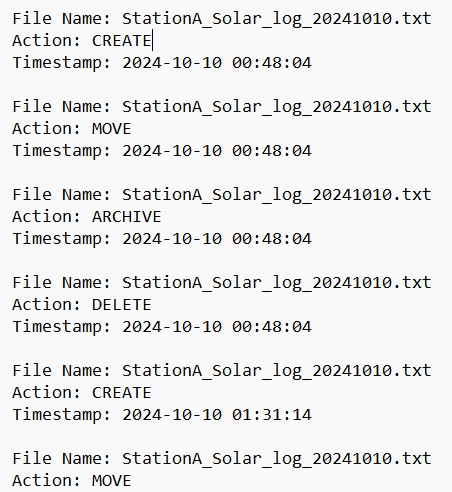 File Name: StationA_Solar_log_20241010.txt
Action: CREATE
Timestamp: 2024-10-10 00:48:04
File Name: StationA_Solar_log_20241010.txt
Action: MOVE
Timestamp: 2024-10-10 00:48:04
File Name: StationA_Solar_log_20241010.txt
Action: ARCHIVE
Timestamp: 2024-10-10 00:48:04
File Name: StationA_Solar_log_20241010.txt
Action: DELETE
Timestamp: 2024-10-10 00:48:04
File Name: StationA_Solar_log_20241010.txt
Action: CREATE
Timestamp: 2024-10-10 01:31:14
File Name: StationA_Solar_log_20241010.txt
Action: MOVE